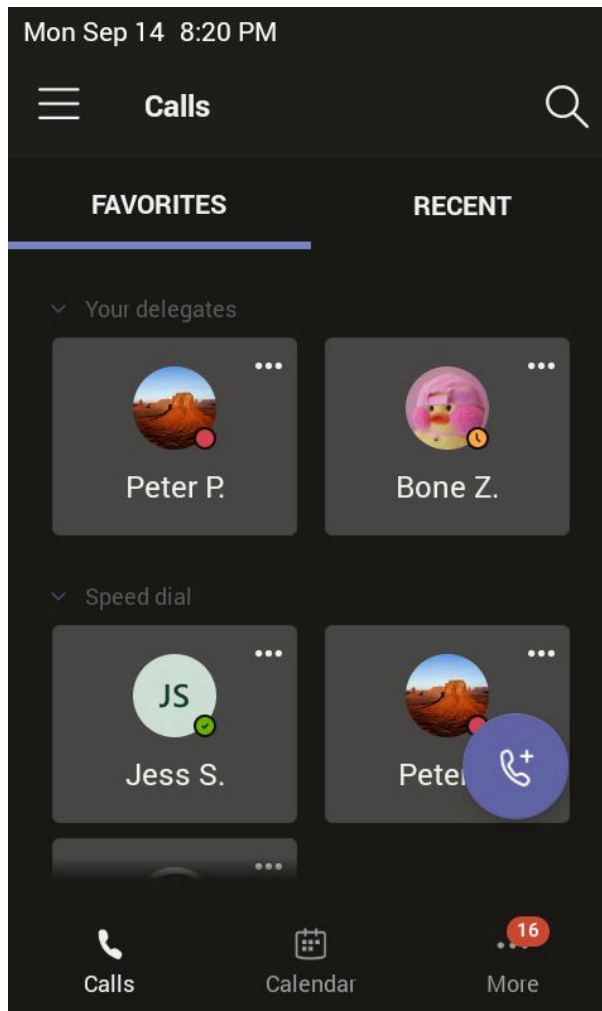 Mon Sep 14 8:20 PM
Calls
FAVORITES RECENT
Your delegates
Peter P. Bone Z.
Speed dial
JS
Jess S. Pete
16
Calls Calendar More